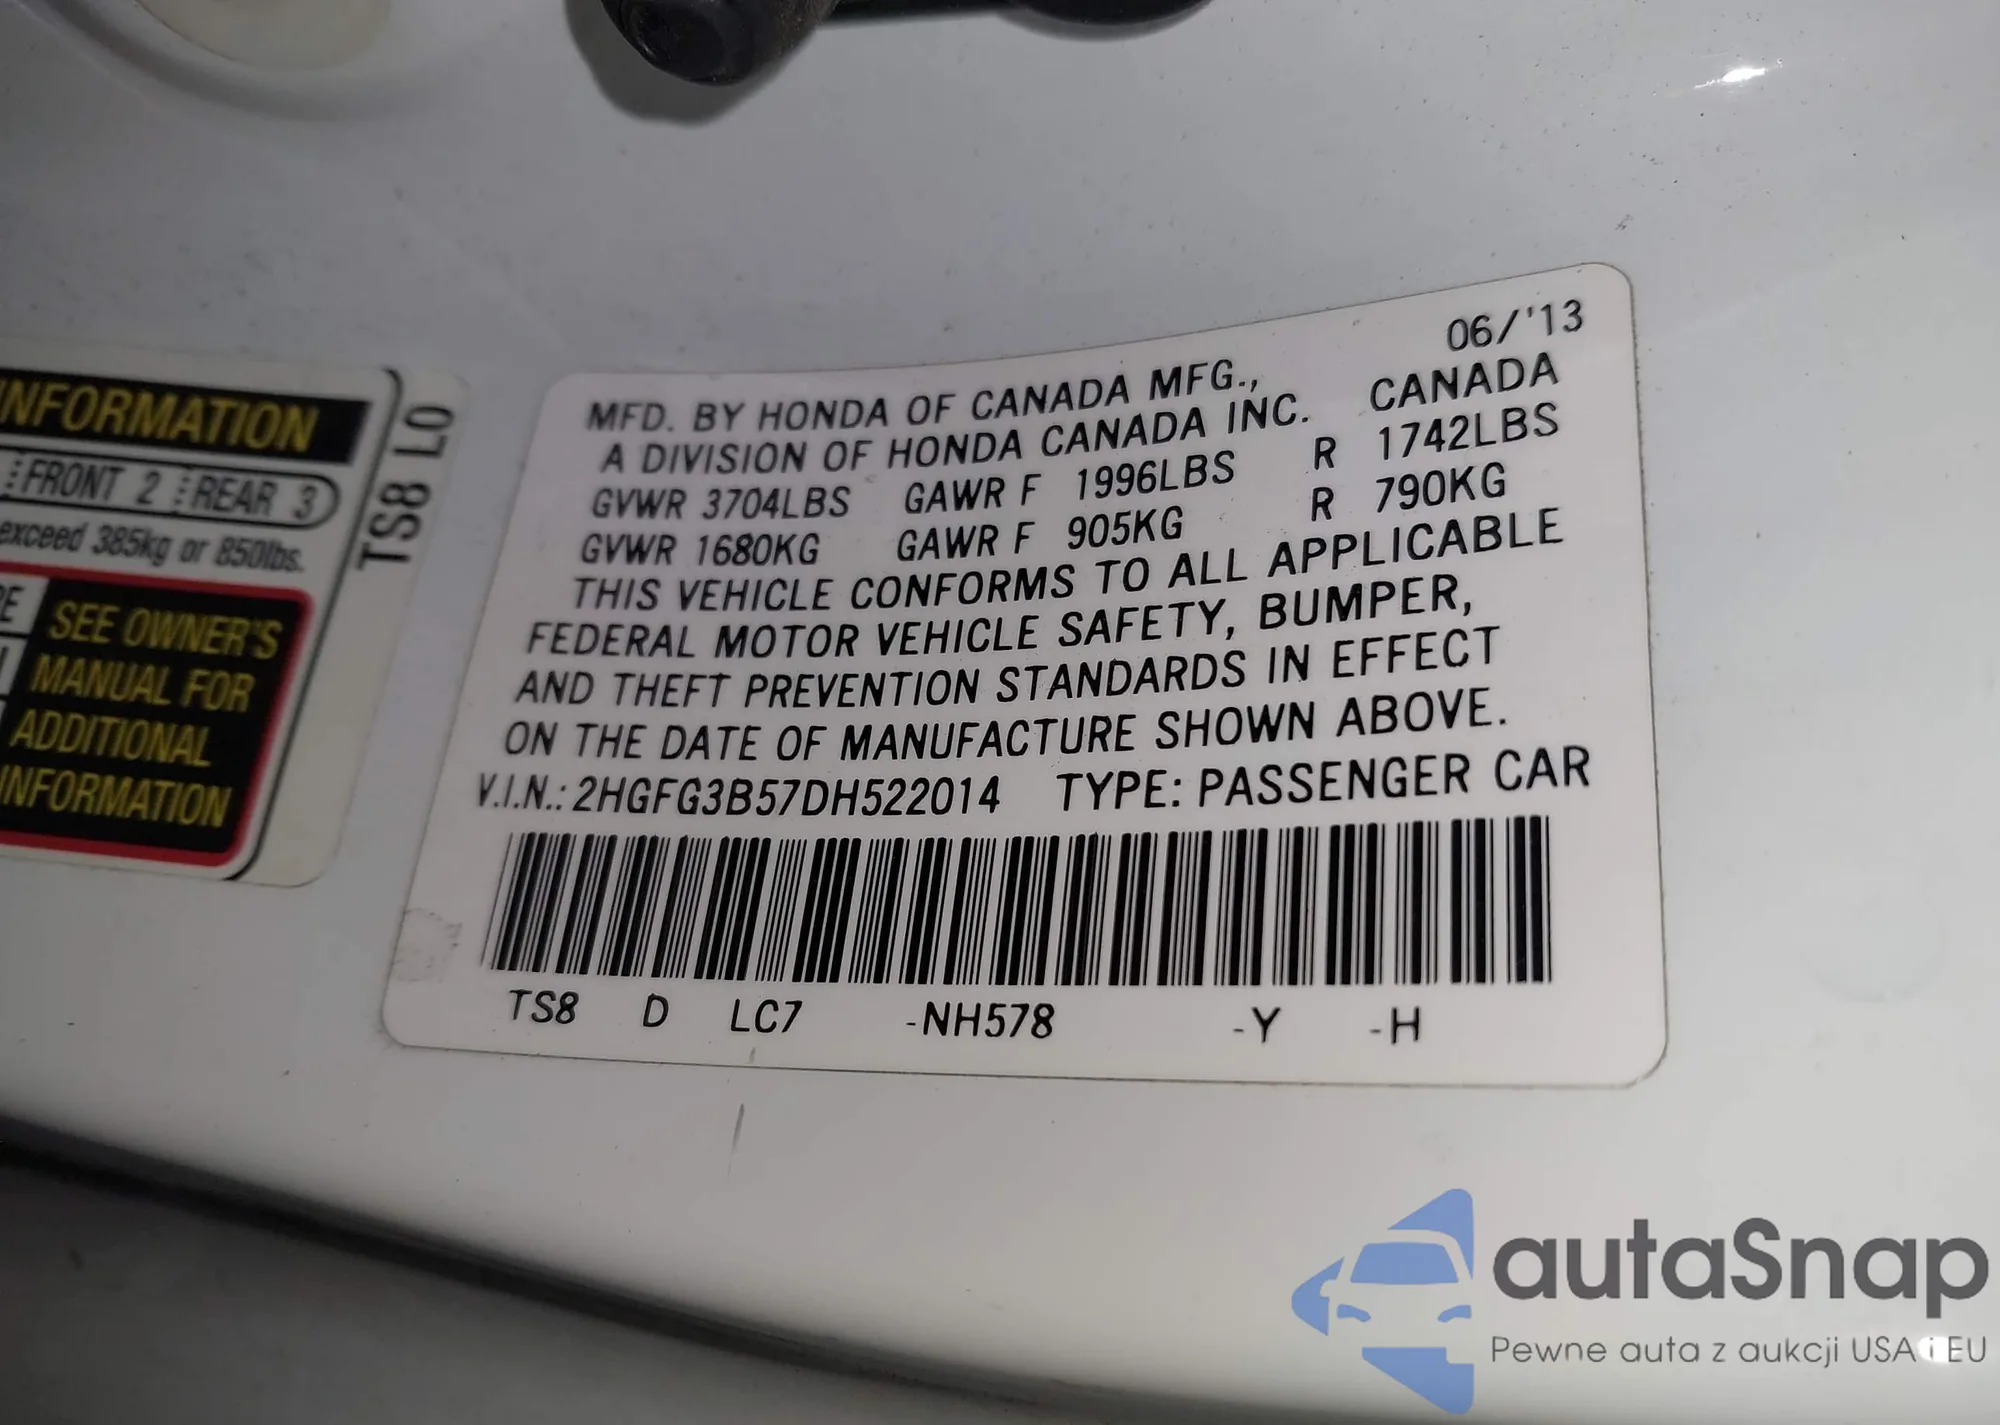 INFORMATION
FRONT 2 REAR 3
exceed 385kg or 850lbs.
SEE OWNER'S
MANUAL FOR
ADDITIONAL
INFORMATION
TS8 L0
06/'13
MFD. BY HONDA OF CANADA MFG.,
A DIVISION OF HONDA CANADA INC. CANADA
GVWR 3704LBS GAWR F 1996LBS R 1742LBS
GVWR 1680KG GAWR F 905KG R 790KG
THIS VEHICLE CONFORMS TO ALL APPLICABLE
FEDERAL MOTOR VEHICLE SAFETY, BUMPER,
AND THEFT PREVENTION STANDARDS IN EFFECT
ON THE DATE OF MANUFACTURE SHOWN ABOVE.
V.I.N.: 2HGFG3B57DH522014 TYPE: PASSENGER CAR
TS8 D LC7 -NH578 -Y -H
autaSnap
Pewne auta z aukcji USA i EU